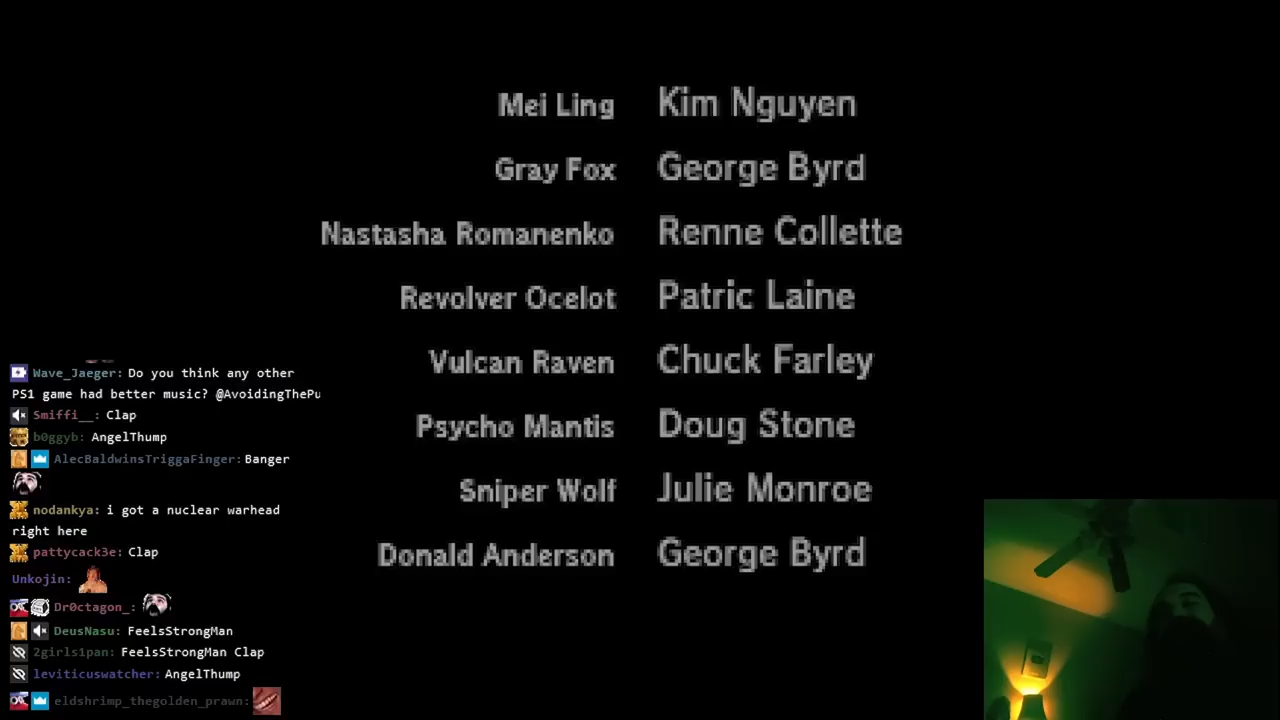 Mei Ling Kim Nguyen
Gray Fox George Byrd
Nastasha Romanenko Renne Collette
Revolver Ocelot Patric Laine
Vulcan Raven Chuck Farley
Psycho Mantis Doug Stone
Sniper Wolf Julie Monroe
Donald Anderson George Byrd
Wave_Jaeger: Do you think any other
PS1 game had better music? @AvoidingThePu
Smiffi__: Clap
b0ggyb: AngelThump
AlecBaldwinsTriggaFinger: Banger
nodankya: i got a nuclear warhead
right here
pattycack3e: Clap
Unkojin:
Dr0ctagon_:
DeusNasu: FeelsStrongMan
2girls1pan: FeelsStrongMan Clap
leviticuswatcher: AngelThump
eldshrimp_thegolden_prawn: